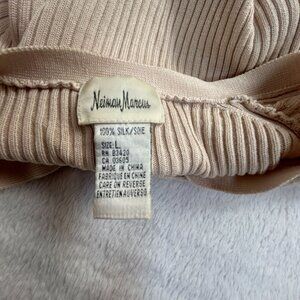 Neiman Marcus
100% SILK/SOIE
SIZE L
RN 83420
CA 03605
MADE IN CHINA
FABRIQUE EN CHINE
CARE ON REVERSE
ENTRETIEN AU VERSO